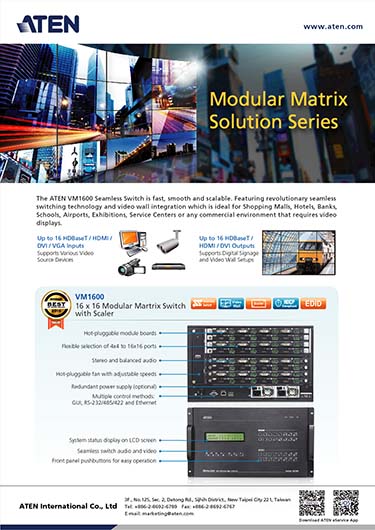 ATEN
www.aten.com
Modular Matrix
Solution Series
The ATEN VM1600 Seamless Switch is fast, smooth and scalable. Featuring revolutionary seamless
switching technology and video wall integration which is ideal for Shopping Malls, Hotels, Banks,
Schools, Airports, Exhibitions, Service Centers or any commercial environment that requires video
displays.
Up to 16 HDBaseT / HDMI /
DVI / VGA Inputs
Supports Various Video
Source Devices
Up to 16 HDBaseT /
HDMI / DVI Outputs
Supports Digital Signage
and Video Wall Setups
BEST
VM1600
16 x 16 Modular Martrix Switch
with Scaler
Video
Wall
Scaler
HDCP
EDID
Hot-pluggable module boards
Flexible selection of 4x4 to 16x16 ports
Stereo and balanced audio
Hot-pluggable fan with adjustable speeds
Redundant power supply (optional)
Multiple control methods:
GUI, RS-232/485/422 and Ethernet
System status display on LCD screen
Seamless switch audio and video
Front panel pushbuttons for easy operation
ATEN International Co., Ltd
3F., No.125, Sec. 2, Datong Rd., Sijhih District., New Taipei City 221, Taiwan
Tel: +886-2-8692-6789 Fax: +886-2-8692-6767
E-mail: marketing@aten.com
Download ATEN eService App